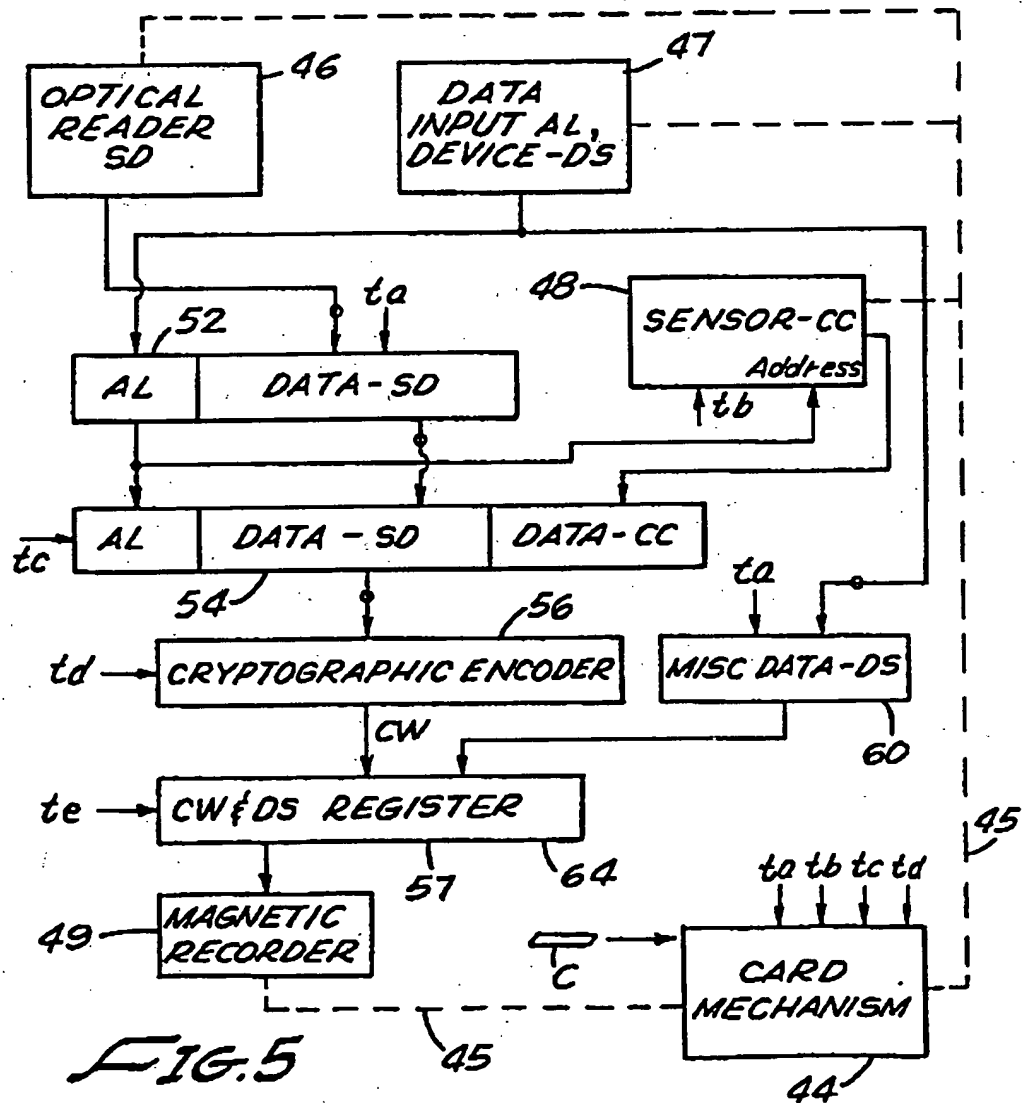 46
OPTICAL
READER
SD
47
DATA
INPUT AL,
DEVICE-DS
48
SENSOR-CC
Address
tb
ta
52
AL
DATA-SD
tc
AL
DATA-SD
DATA-CC
54
56
td
CRYPTOGRAPHIC ENCODER
CW
ta
MISC DATA-DS
60
te
CW & DS REGISTER
57
64
49
MAGNETIC
RECORDER
45
C
ta tb tc td
CARD
MECHANISM
44
45
FIG.5